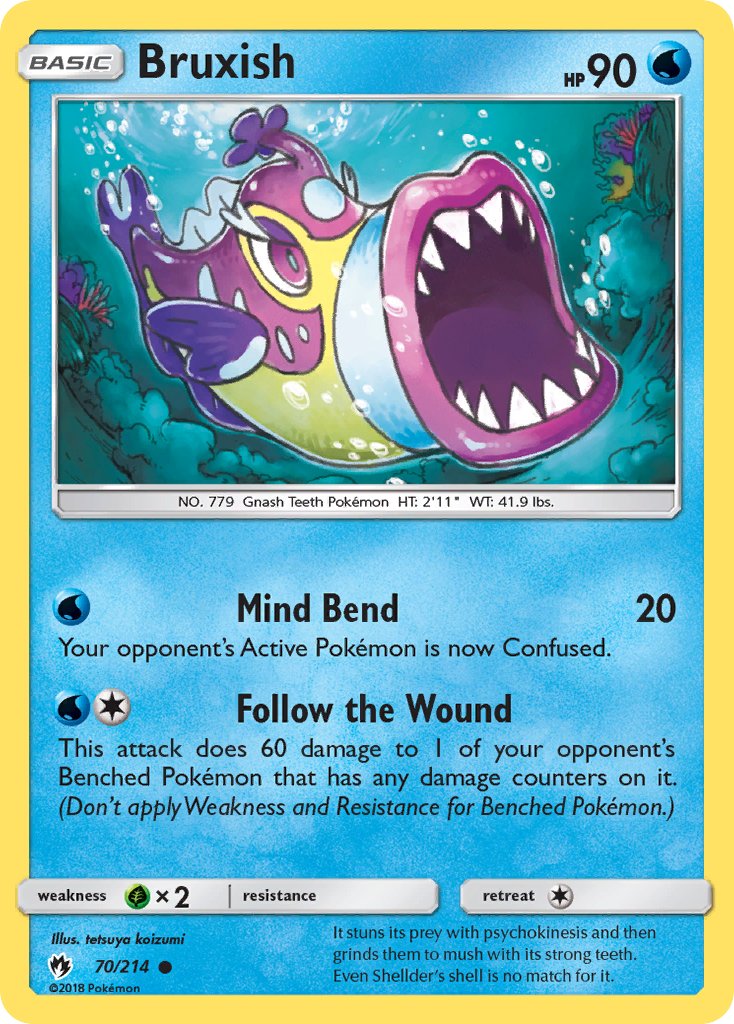 BASIC Bruxish HP 90
NO. 779 Gnash Teeth Pokémon HT: 2'11" WT: 41.9 lbs.
Mind Bend 20
Your opponent's Active Pokémon is now Confused.
Follow the Wound
This attack does 60 damage to 1 of your opponent's
Benched Pokémon that has any damage counters on it.
(Don't apply Weakness and Resistance for Benched Pokémon.)
weakness ×2 resistance retreat
Illus. tetsuya koizumi
70/214
©2018 Pokémon
It stuns its prey with psychokinesis and then
grinds them to mush with its strong teeth.
Even Shellder's shell is no match for it.